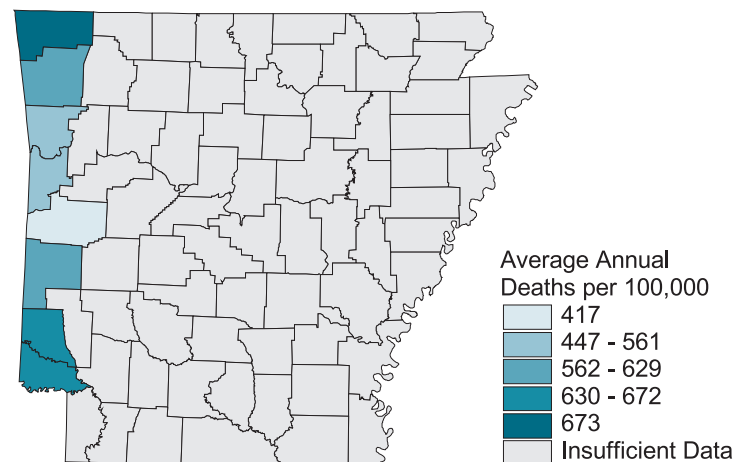 Average Annual
Deaths per 100,000
417
447 - 561
562 - 629
630 - 672
673
Insufficient Data